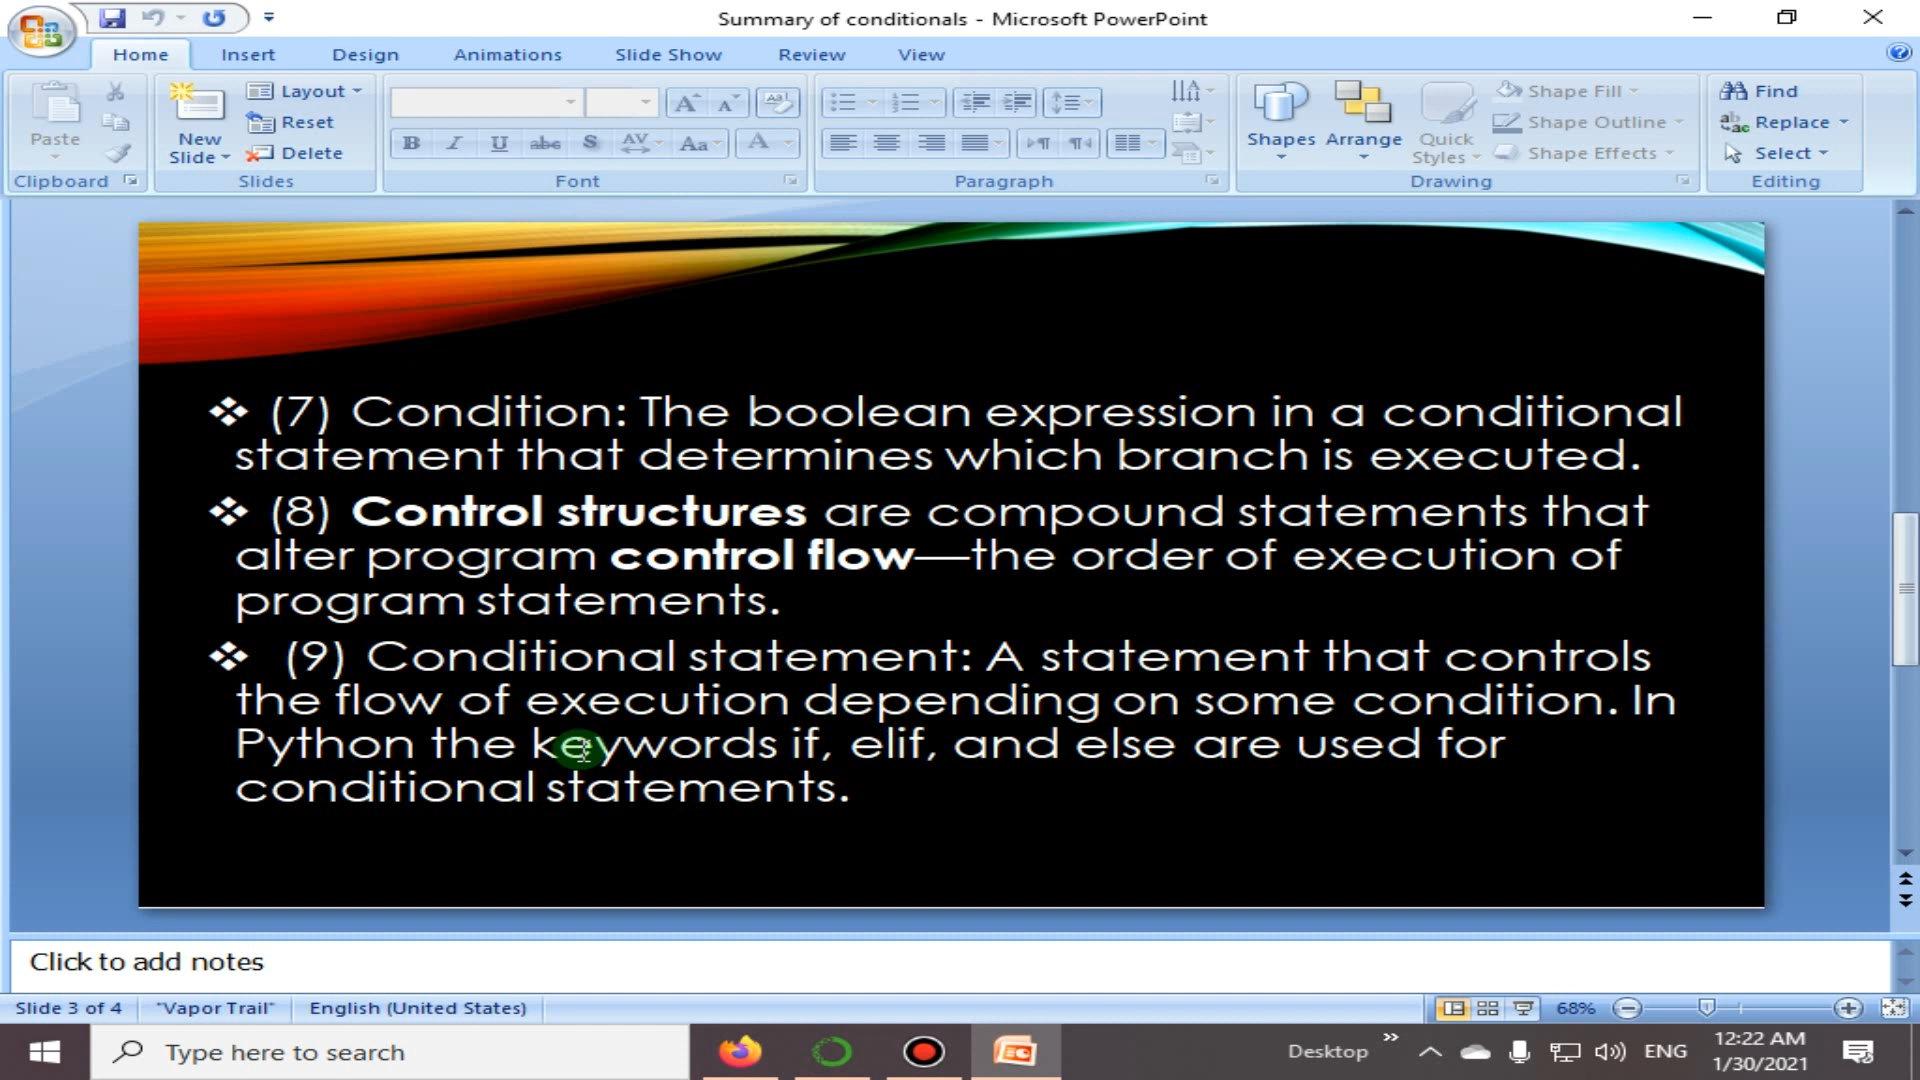 Summary of conditionals - Microsoft PowerPoint
Home Insert Design Animations Slide Show Review View
Paste
Clipboard
New Slide
Layout
Reset
Delete
Slides
B I U abc S AV Aa A
Font
Paragraph
Shapes
Arrange
Quick Styles
Shape Fill
Shape Outline
Shape Effects
Drawing
Find
Replace
Select
Editing
❖ (7) Condition: The boolean expression in a conditional
statement that determines which branch is executed.
❖ (8) Control structures are compound statements that
alter program control flow—the order of execution of
program statements.
❖ (9) Conditional statement: A statement that controls
the flow of execution depending on some condition. In
Python the keywords if, elif, and else are used for
conditional statements.
Click to add notes
Slide 3 of 4 "Vapor Trail" English (United States) 68%
Type here to search
Desktop
ENG
12:22 AM
1/30/2021